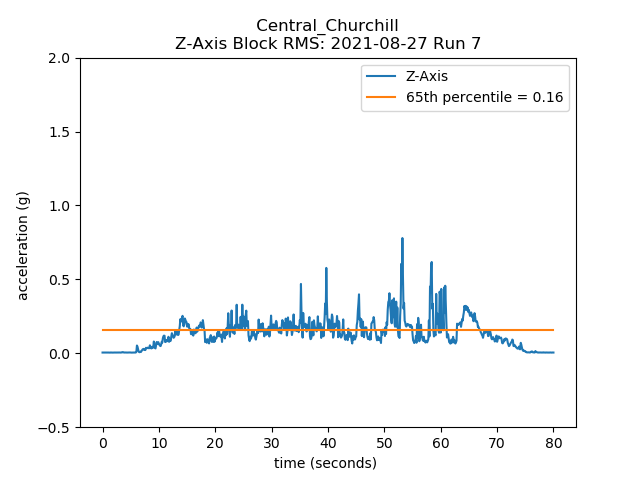 Central_Churchill
Z-Axis Block RMS: 2021-08-27 Run 7
Z-Axis
65th percentile = 0.16
2.0
1.5
1.0
0.5
0.0
−0.5
acceleration (g)
0 10 20 30 40 50 60 70 80
time (seconds)